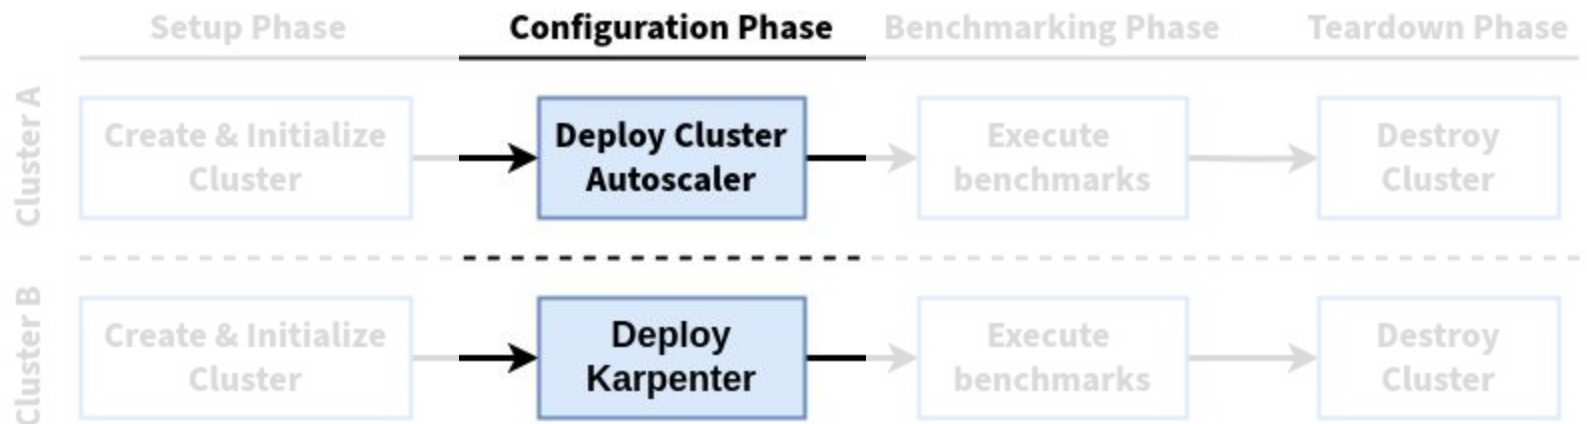 Setup Phase
Configuration Phase
Benchmarking Phase
Teardown Phase
Cluster A
Create & Initialize
Cluster
Deploy Cluster
Autoscaler
Execute
benchmarks
Destroy
Cluster
Cluster B
Create & Initialize
Cluster
Deploy
Karpenter
Execute
benchmarks
Destroy
Cluster